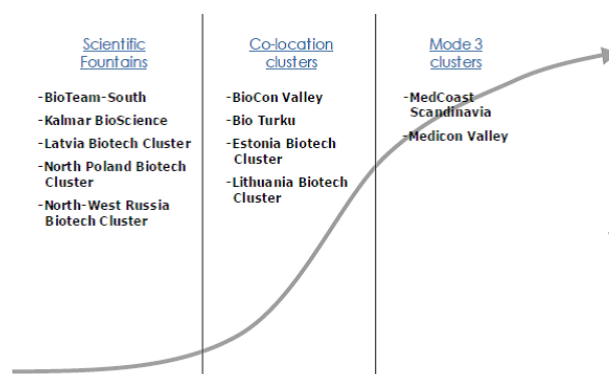 Scientific
Fountains
-BioTeam-South
-Kalmar BioScience
-Latvia Biotech Cluster
-North Poland Biotech
Cluster
-North-West Russia
Biotech Cluster
Co-location
clusters
-BioCon Valley
-Bio Turku
-Estonia Biotech
Cluster
-Lithuania Biotech
Cluster
Mode 3
clusters
-MedCoast
Scandinavia
-Medicon Valley